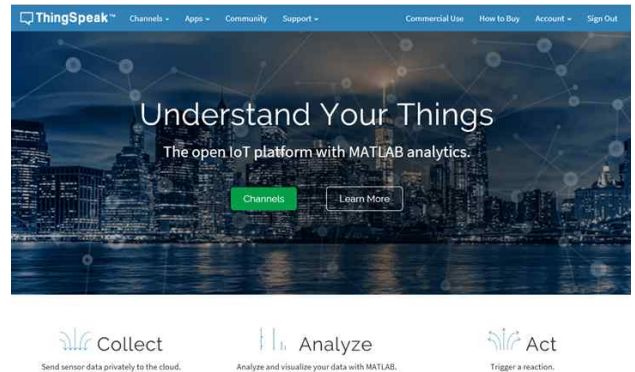 ThingSpeak™ Channels Apps Community Support Commercial Use How to Buy Account Sign Out
Understand Your Things
The open IoT platform with MATLAB analytics.
Channels Learn More
Collect Analyze Act
Send sensor data privately to the cloud. Analyze and visualize your data with MATLAB. Trigger a reaction.